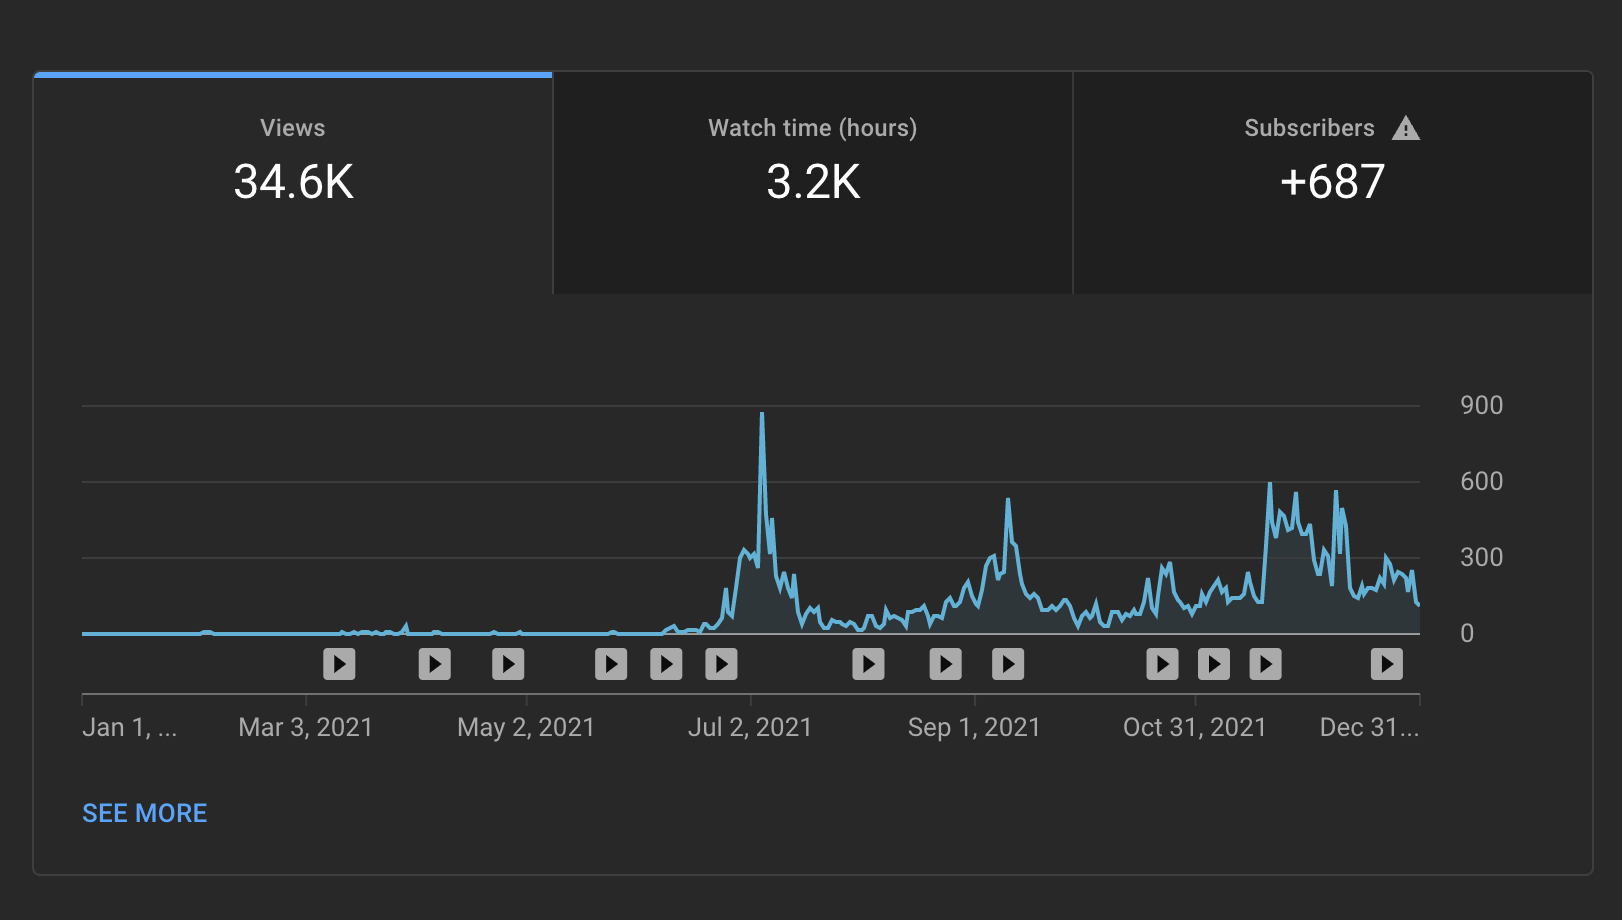 Views
34.6K
Watch time (hours)
3.2K
Subscribers
+687
900
600
300
0
Jan 1, ...
Mar 3, 2021
May 2, 2021
Jul 2, 2021
Sep 1, 2021
Oct 31, 2021
Dec 31...
SEE MORE